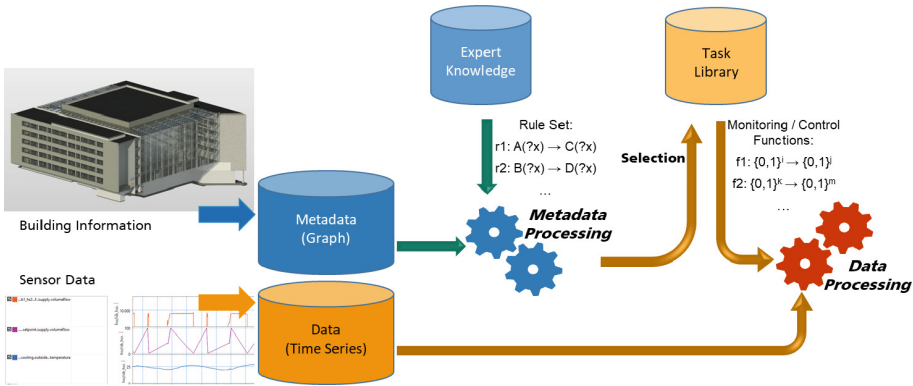 Expert
Knowledge
Task
Library
Rule Set:
r1: A(?x) → C(?x)
r2: B(?x) → D(?x)
...
Selection
Monitoring / Control
Functions:
f1: {0,1}ⁱ → {0,1}ʲ
f2: {0,1}ᵏ → {0,1}ᵐ
...
Building Information
Metadata
(Graph)
Metadata
Processing
Data
Processing
Sensor Data
Data
(Time Series)